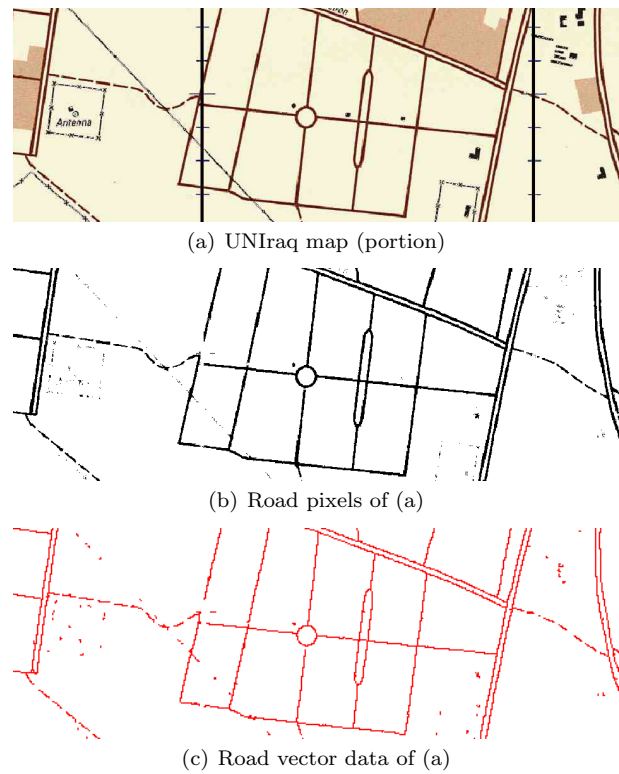 Antenna
(a) UNIraq map (portion)
(b) Road pixels of (a)
(c) Road vector data of (a)